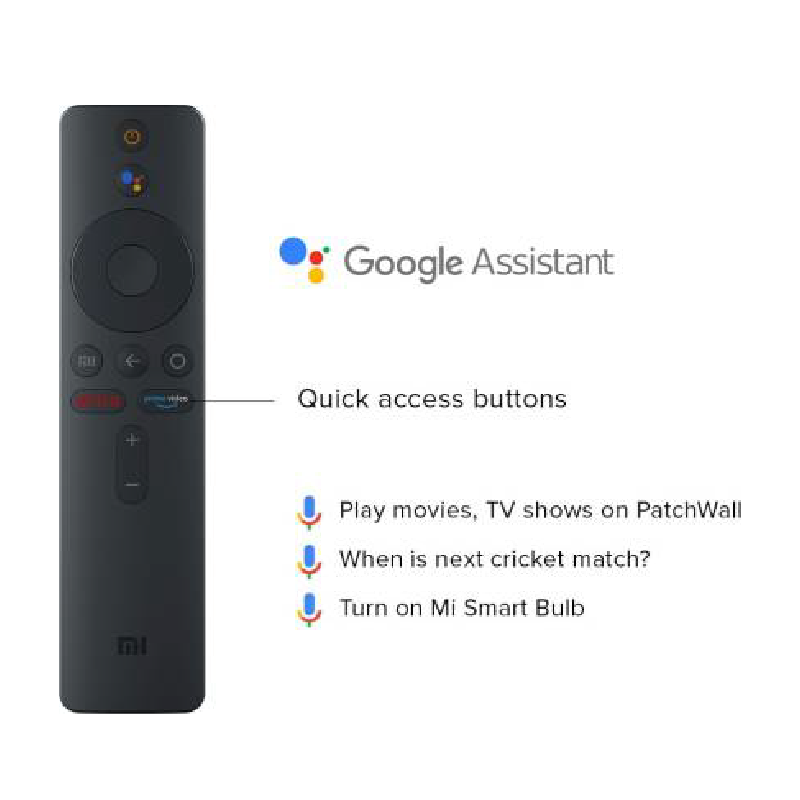 Google Assistant
MI
NETFLIX
prime video
Quick access buttons
+
−
Play movies, TV shows on PatchWall
When is next cricket match?
Turn on Mi Smart Bulb
MI